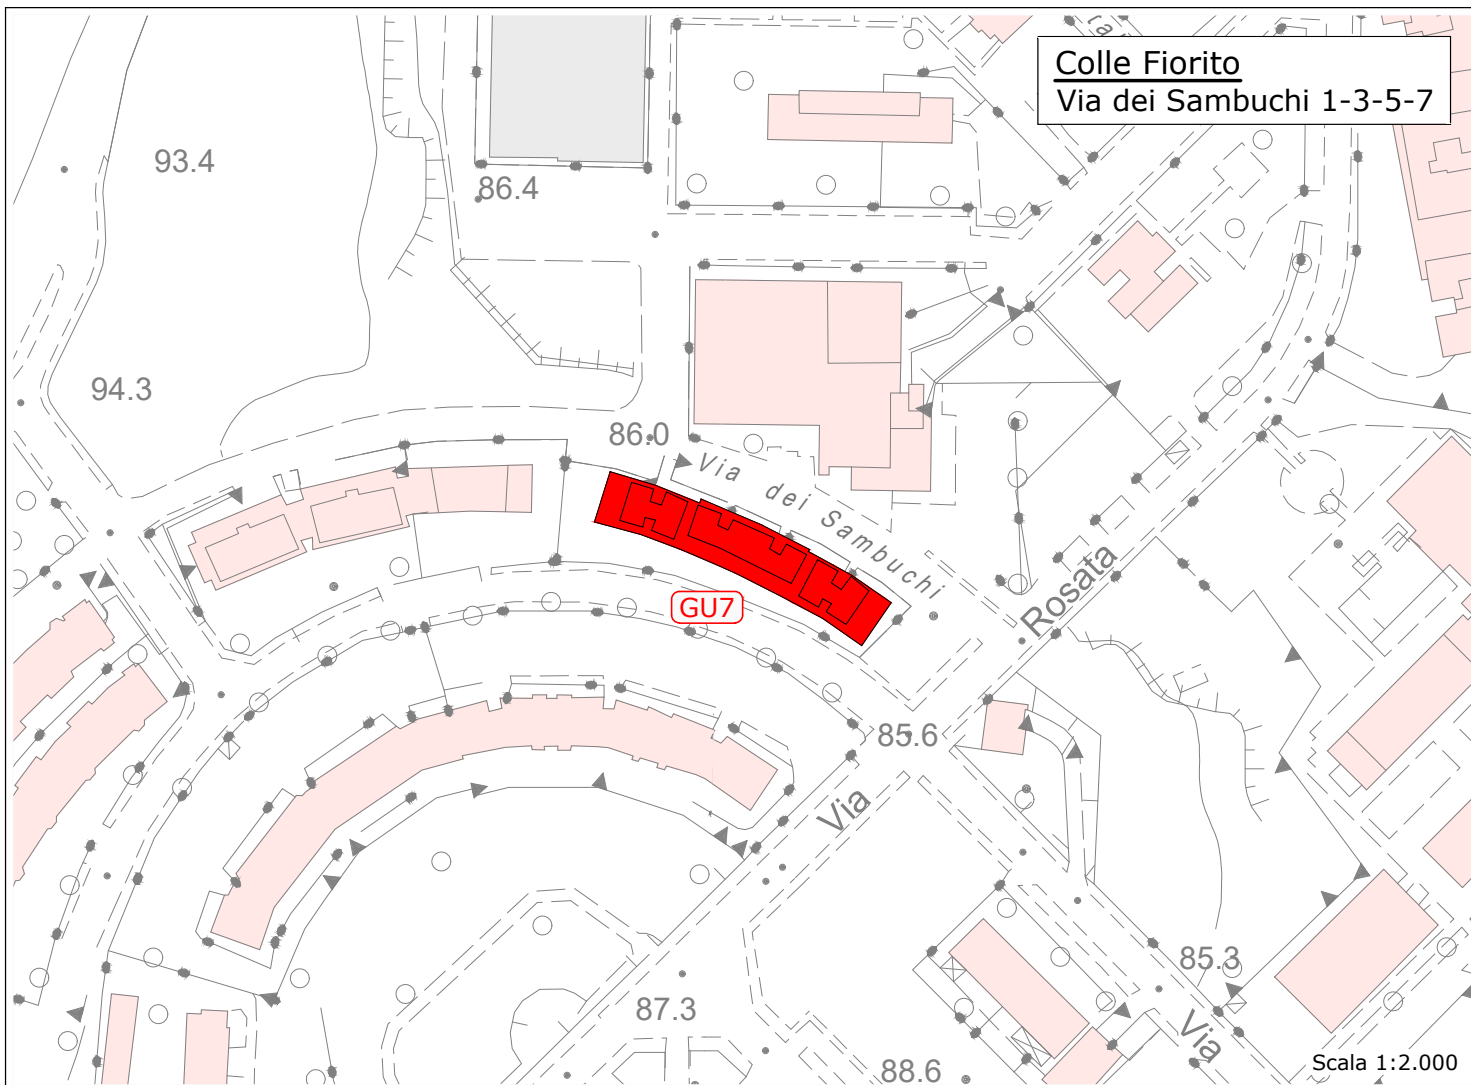 Colle Fiorito
Via dei Sambuchi 1-3-5-7
93.4
86.4
94.3
86.0
Via dei Sambuchi
GU7
Via Rosata
85.6
85.3
87.3
Via
88.6
Scala 1:2.000